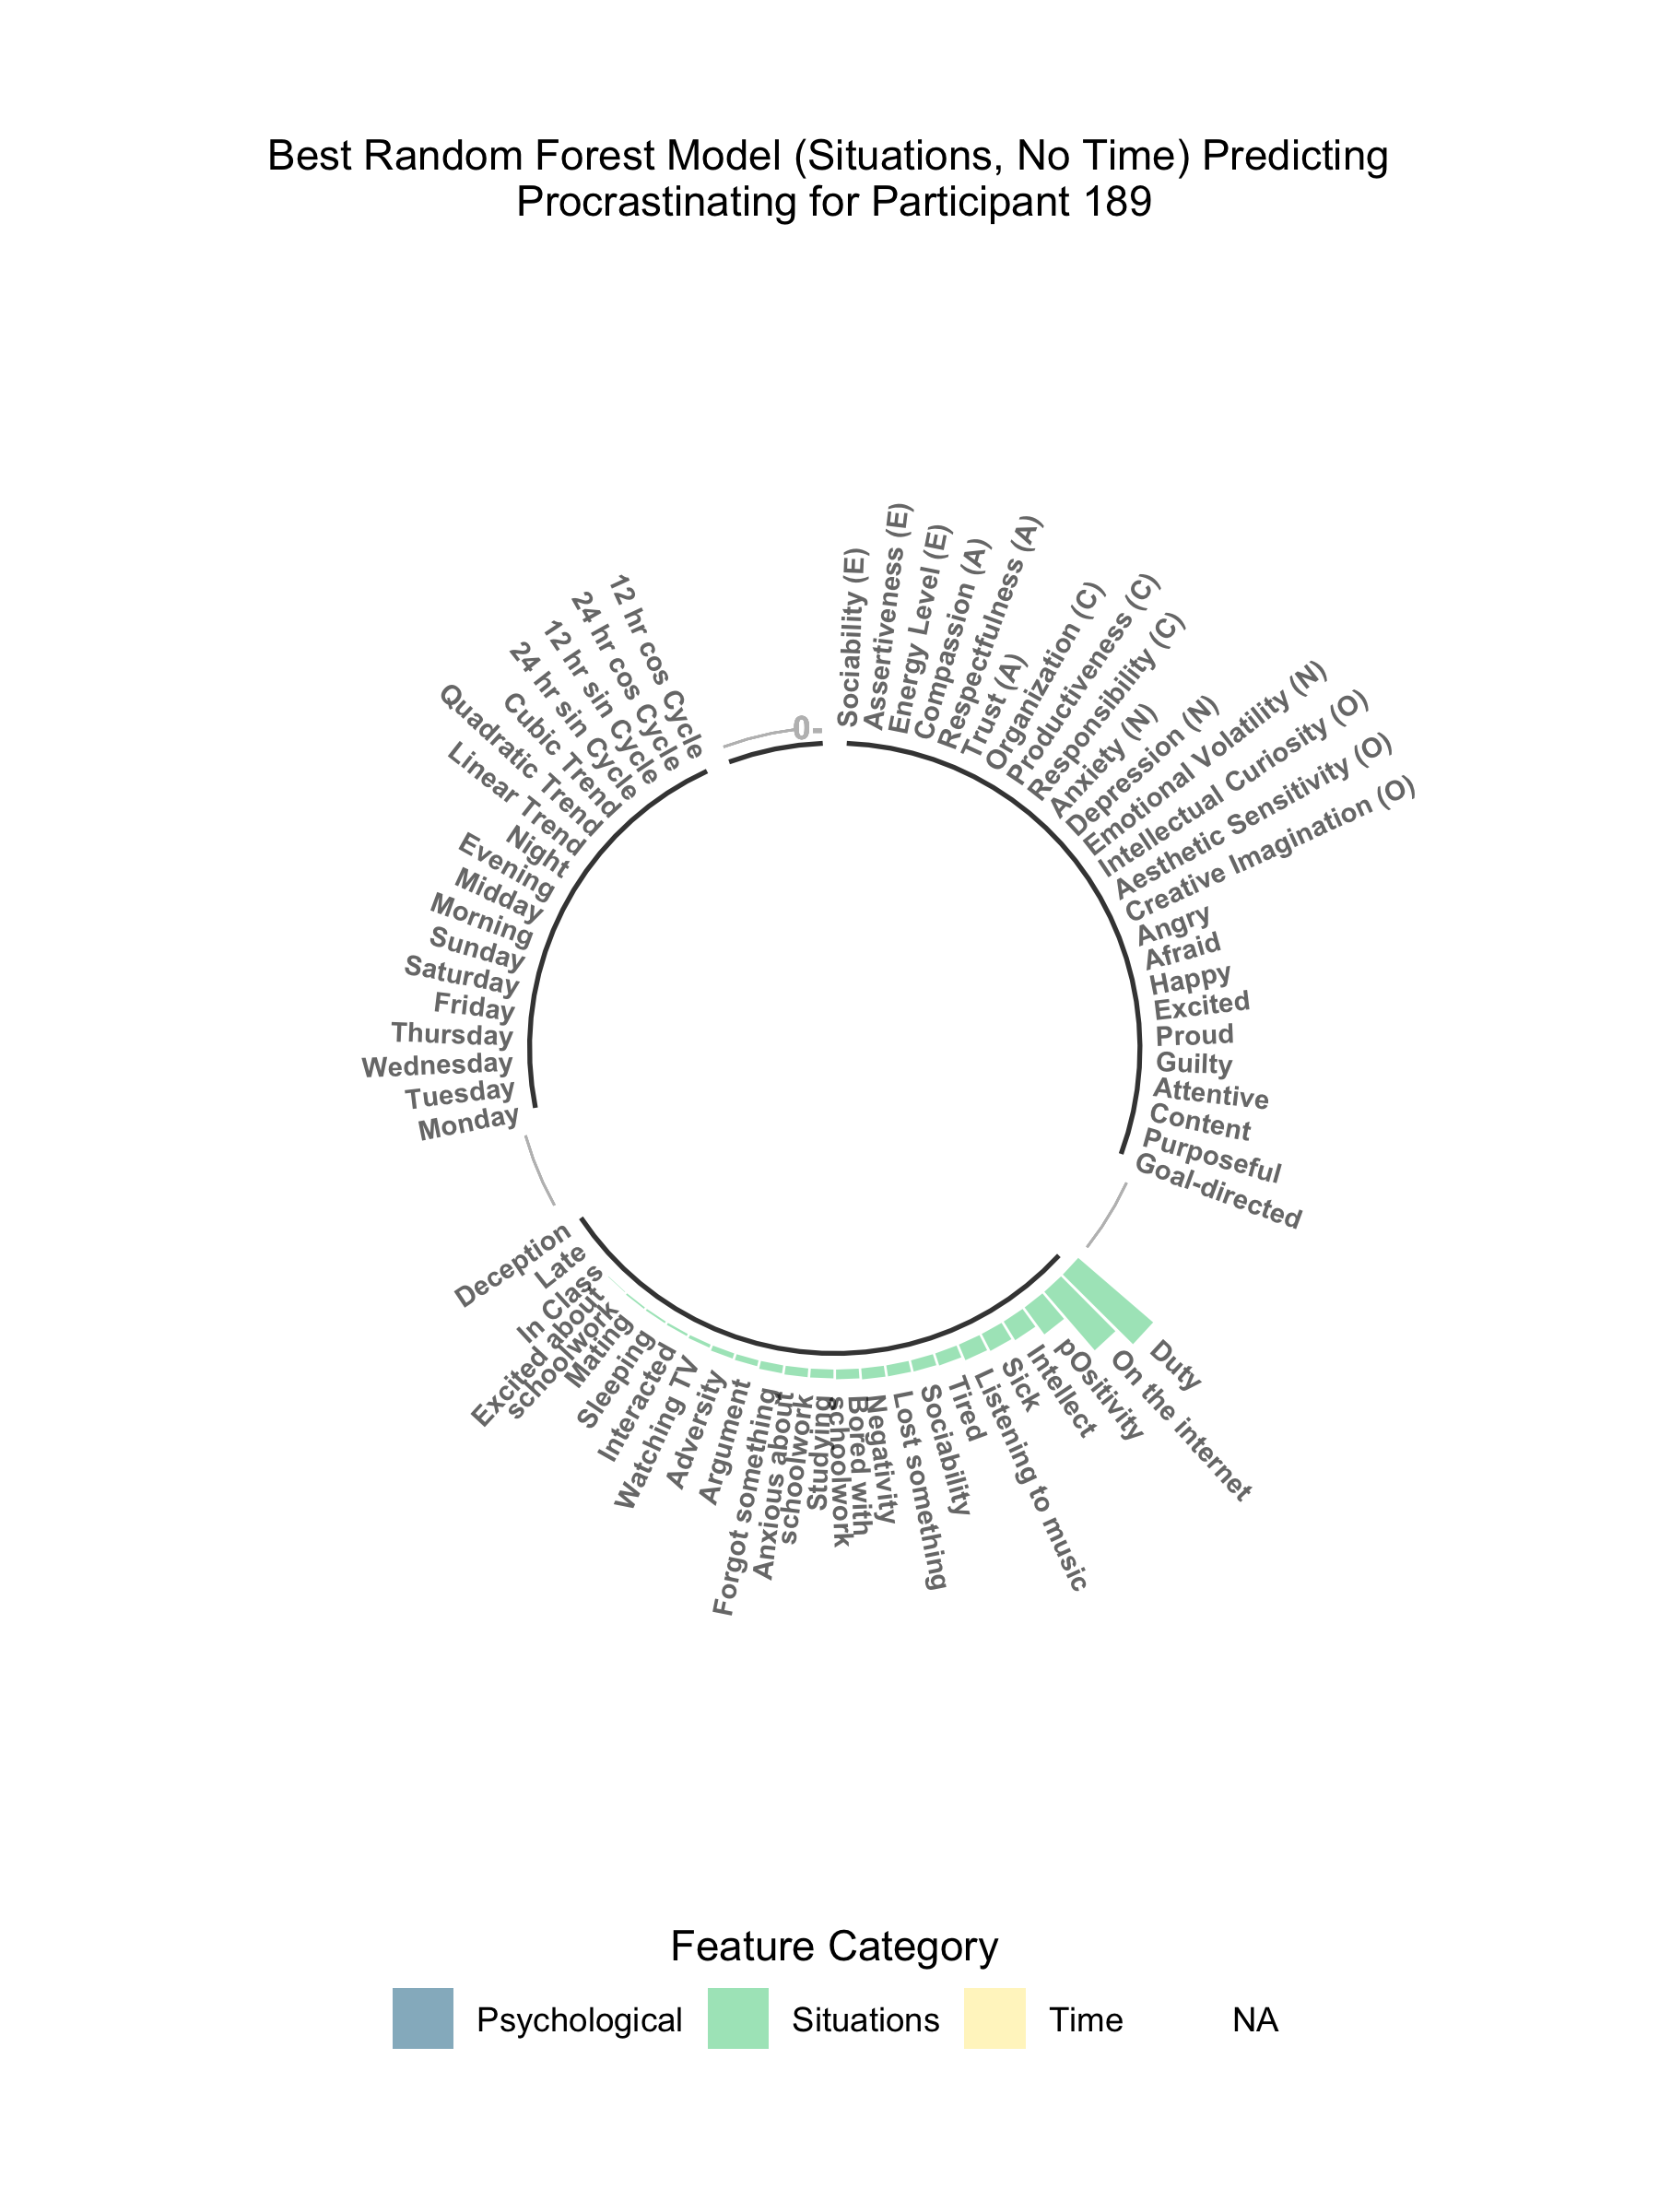 Best Random Forest Model (Situations, No Time) Predicting
Procrastinating for Participant 189
0-
Sociability (E)
Assertiveness (E)
Energy Level (E)
Compassion (A)
Respectfulness (A)
Trust (A)
Organization (C)
Productiveness (C)
Responsibility (C)
Anxiety (N)
Depression (N)
Emotional Volatility (N)
Intellectual Curiosity (O)
Aesthetic Sensitivity (O)
Creative Imagination (O)
Angry
Afraid
Happy
Excited
Proud
Guilty
Attentive
Content
Purposeful
Goal-directed
Duty
On the internet
pOsitivity
Intellect
Sick
Listening to music
Tired
Sociability
Lost something
Negativity
Bored with
schoolwork
Studying
Anxious about
schoolwork
Forgot something
Argument
Adversity
Watching TV
Interacted
Sleeping
Mating
Excited about
schoolwork
In Class
Late
Deception
Monday
Tuesday
Wednesday
Thursday
Friday
Saturday
Sunday
Morning
Midday
Evening
Night
Linear Trend
Quadratic Trend
Cubic Trend
24 hr sin Cycle
12 hr sin Cycle
24 hr cos Cycle
12 hr cos Cycle
Feature Category
Psychological
Situations
Time
NA